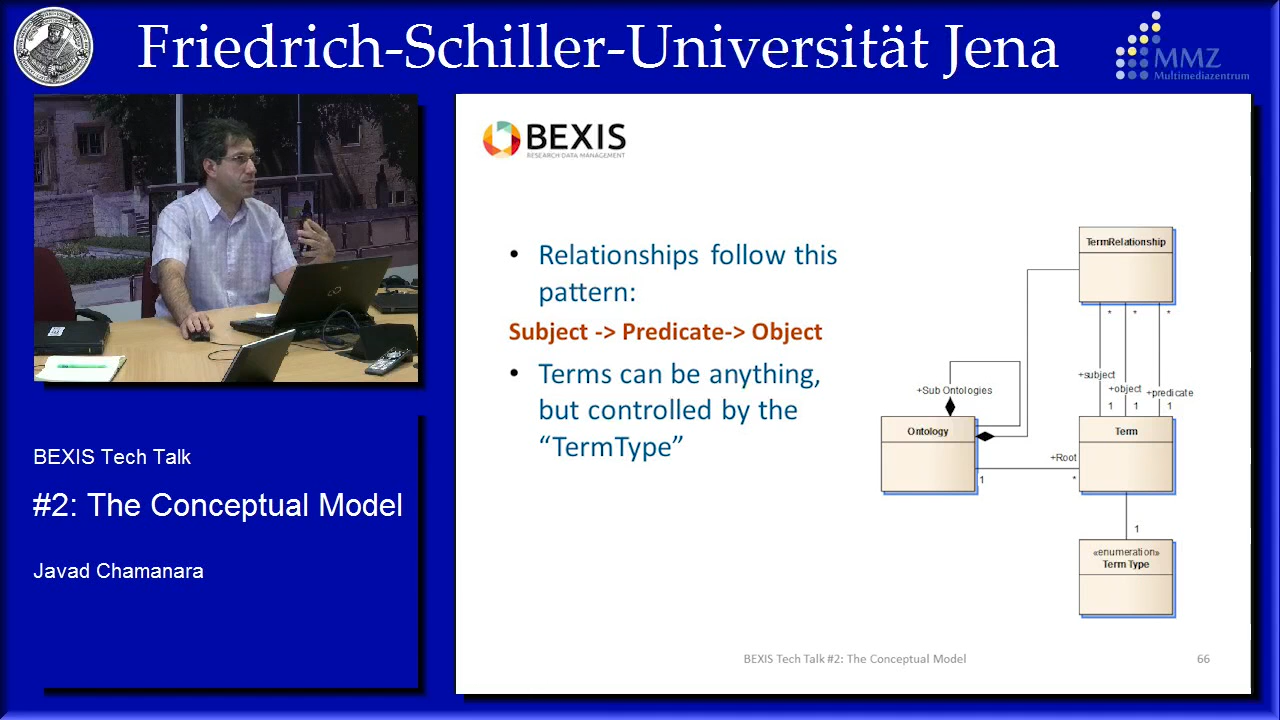 Friedrich-Schiller-Universität Jena
MMZ
Multimediazentrum
BEXIS
RESEARCH DATA MANAGEMENT
• Relationships follow this
pattern:
Subject -> Predicate-> Object
• Terms can be anything,
but controlled by the
“TermType”
TermRelationship
* * *
+subject
+object
+predicate
1 1 1
+Sub Ontologies
Ontology
Term
+Root
1
*
1
«enumeration»
TermType
BEXIS Tech Talk
#2: The Conceptual Model
Javad Chamanara
BEXIS Tech Talk #2: The Conceptual Model
66